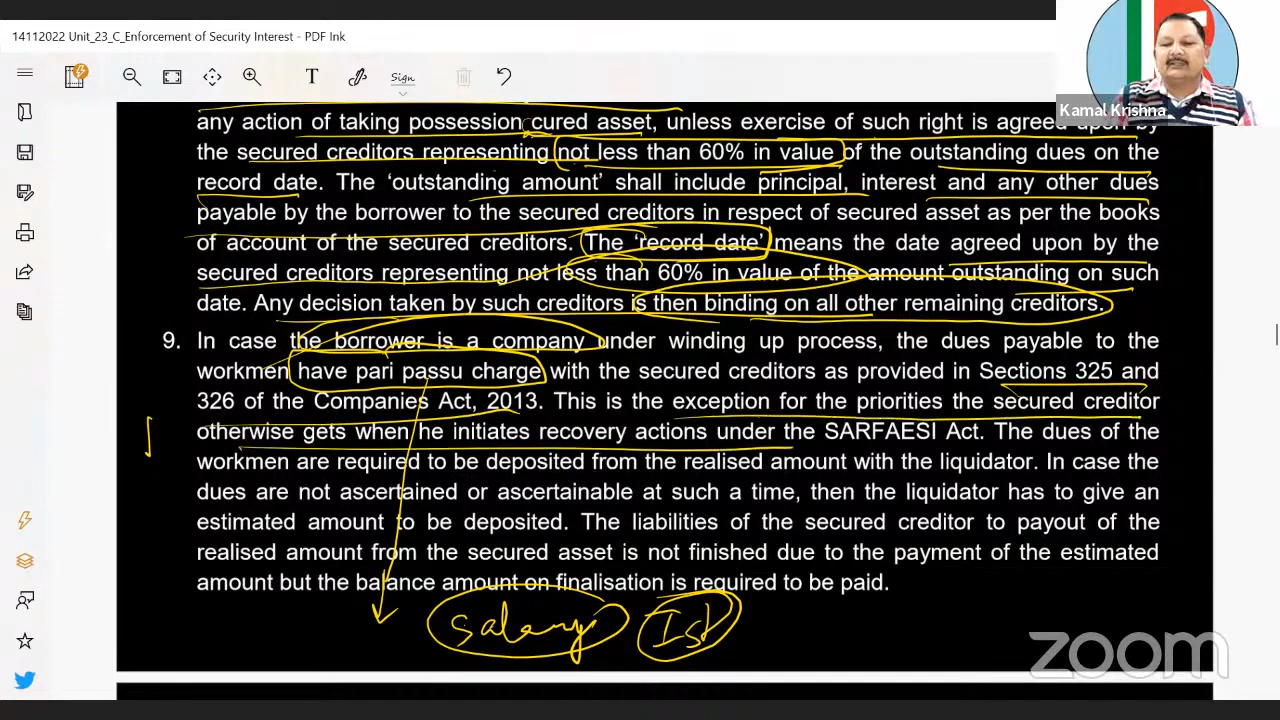 14112022 Unit_23_C_Enforcement of Security Interest - PDF Ink
Kamal Krishna
T
Sign
any action of taking possession cured asset, unless exercise of such right is agreed upon by
the secured creditors representing not less than 60% in value of the outstanding dues on the
record date. The ‘outstanding amount’ shall include principal, interest and any other dues
payable by the borrower to the secured creditors in respect of secured asset as per the books
of account of the secured creditors. The ‘record date’ means the date agreed upon by the
secured creditors representing not less than 60% in value of the amount outstanding on such
date. Any decision taken by such creditors is then binding on all other remaining creditors.
9. In case the borrower is a company under winding up process, the dues payable to the
workmen have pari passu charge with the secured creditors as provided in Sections 325 and
326 of the Companies Act, 2013. This is the exception for the priorities the secured creditor
otherwise gets when he initiates recovery actions under the SARFAESI Act. The dues of the
workmen are required to be deposited from the realised amount with the liquidator. In case the
dues are not ascertained or ascertainable at such a time, then the liquidator has to give an
estimated amount to be deposited. The liabilities of the secured creditor to payout of the
realised amount from the secured asset is not finished due to the payment of the estimated
amount but the balance amount on finalisation is required to be paid.
Salary Ist
zoom